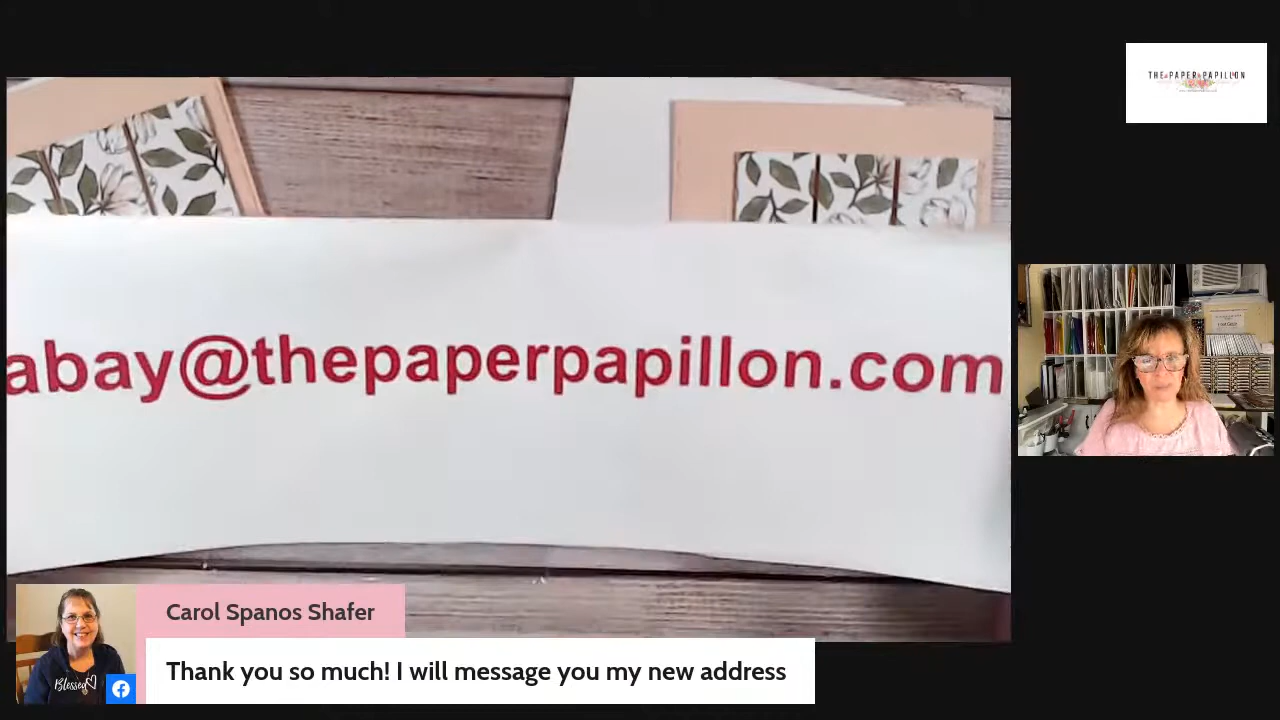 THE PAPER PAPILLON
abay@thepaperpapillon.com
Blessed
Carol Spanos Shafer
Thank you so much! I will message you my new address